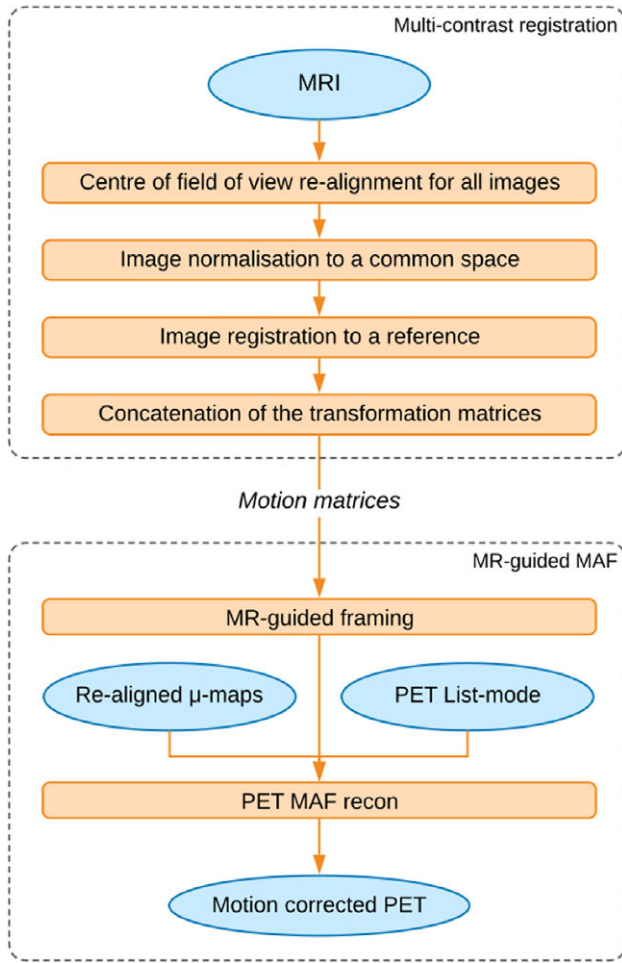 Multi-contrast registration
MRI
Centre of field of view re-alignment for all images
Image normalisation to a common space
Image registration to a reference
Concatenation of the transformation matrices
Motion matrices
MR-guided MAF
MR-guided framing
Re-aligned μ-maps
PET List-mode
PET MAF recon
Motion corrected PET